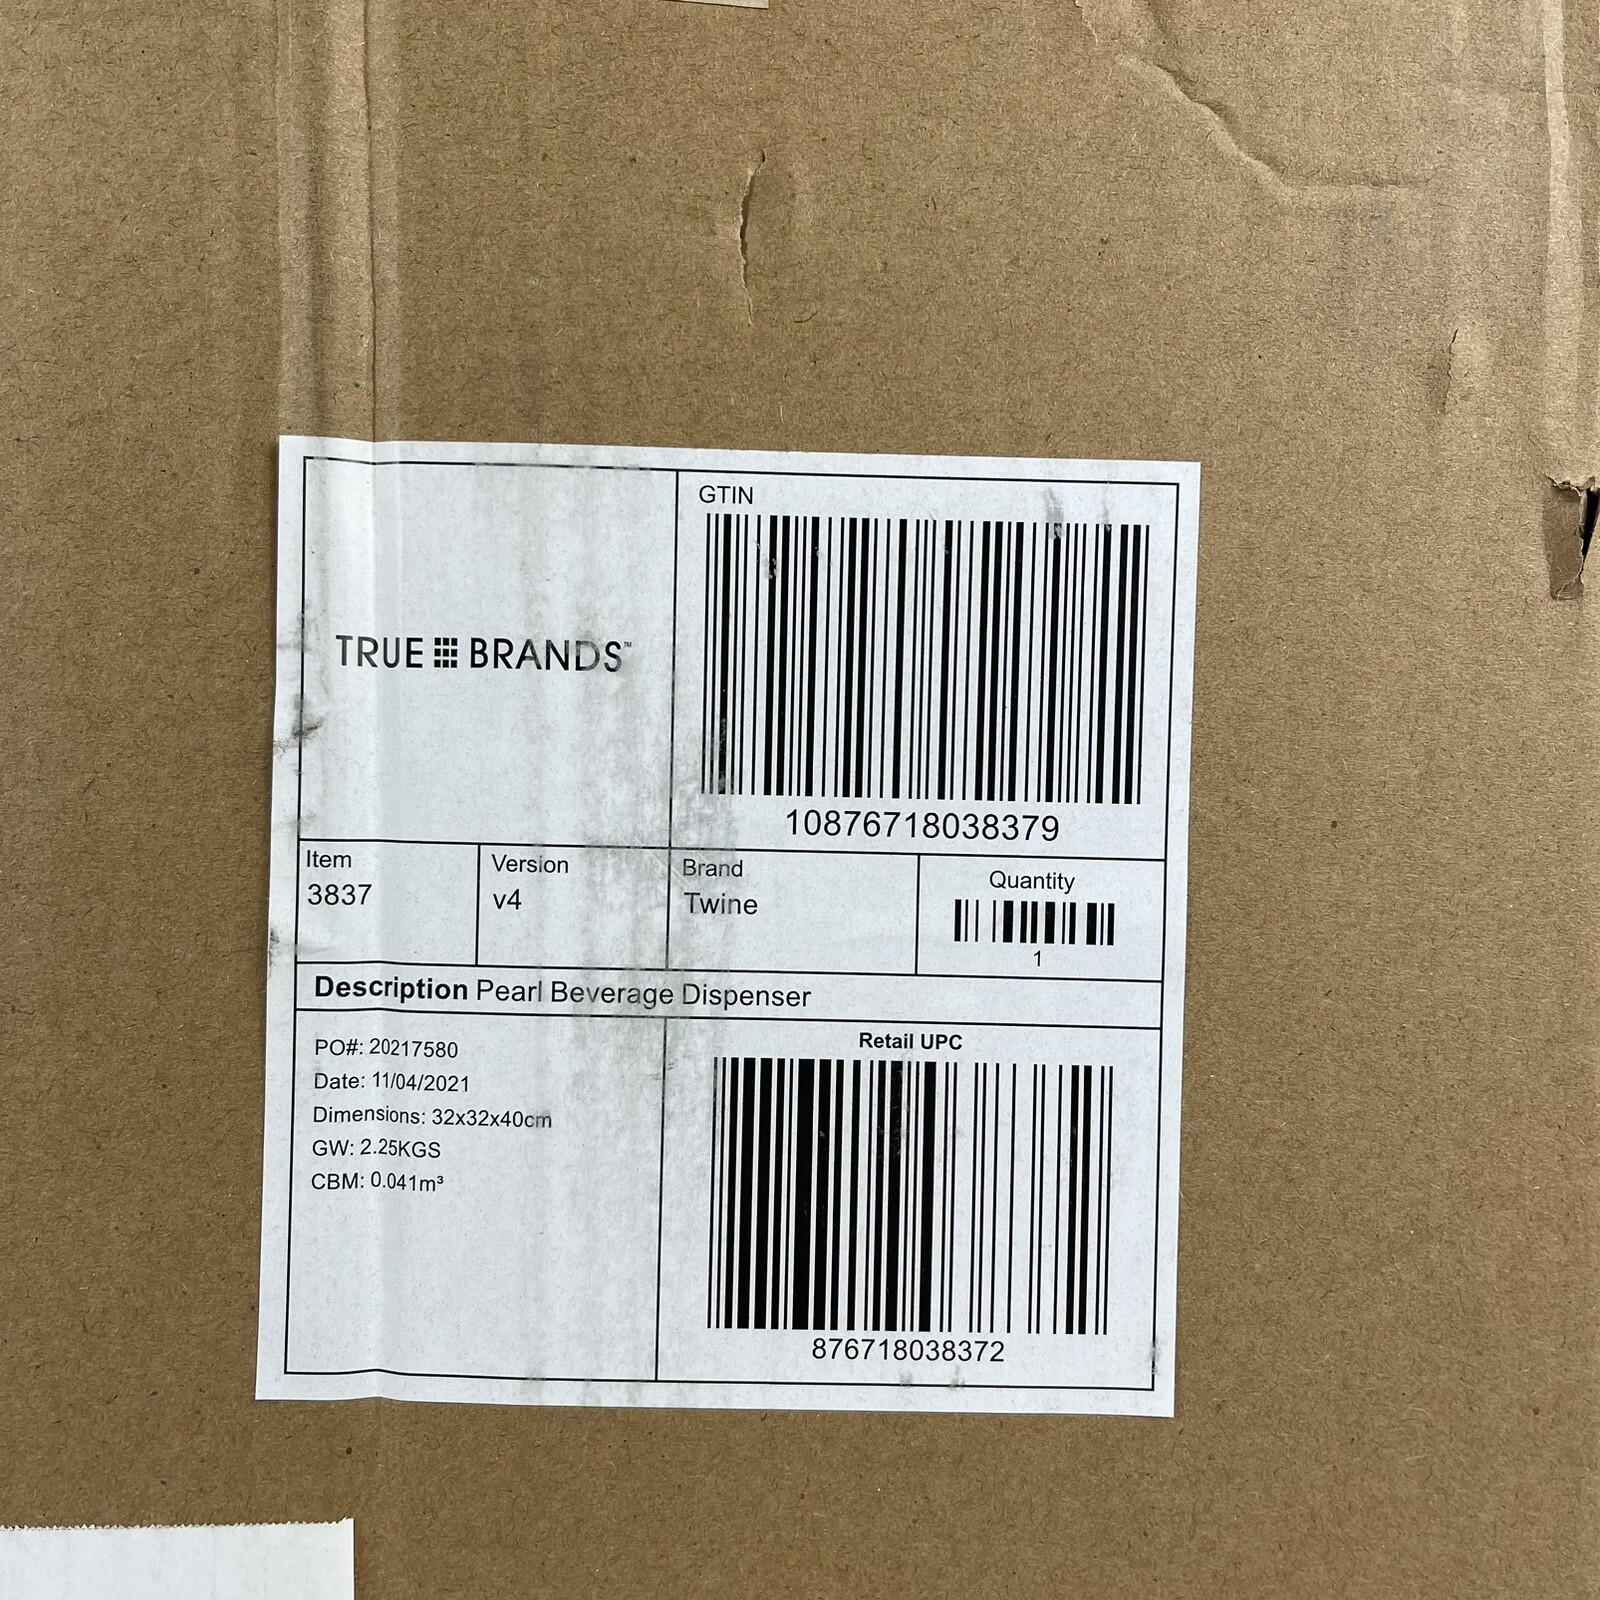 TRUE BRANDS™
GTIN
10876718038379
Item
3837
Version
v4
Brand
Twine
Quantity
1
Description Pearl Beverage Dispenser
PO#: 20217580
Date: 11/04/2021
Dimensions: 32x32x40cm
GW: 2.25KGS
CBM: 0.041m³
Retail UPC
876718038372